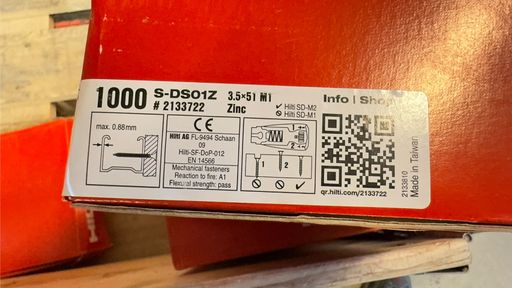 1000 S-DS01Z 3.5×51 M1
# 2133722 Zinc
✓ Hilti SD-M2
⊘ Hilti SD-M1
Info | Shop
max. 0.88mm
CE
Hilti AG FL-9494 Schaan
09
Hilti-SF-DoP-012
EN 14566
Mechanical fasteners
Reaction to fire: A1
Flexural strength: pass
1
2
qr.hilti.com/2133722
2133810
Made in Taiwan